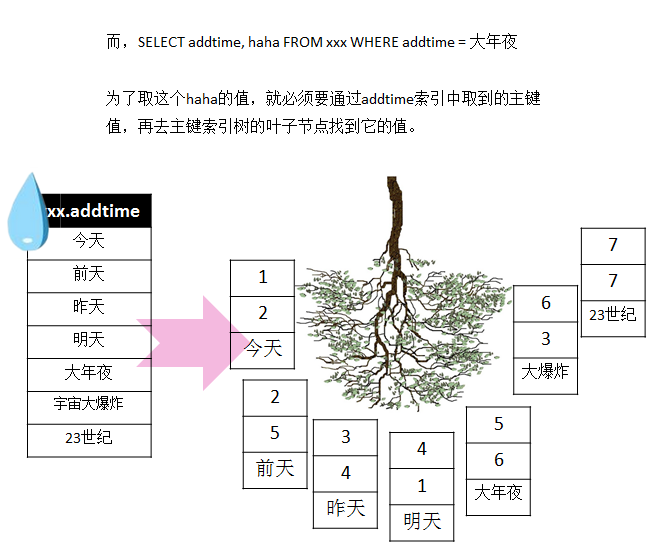 而，SELECT addtime, haha FROM xxx WHERE addtime = 大年夜
为了取这个haha的值，就必须要通过addtime索引中取到的主键
值，再去主键索引树的叶子节点找到它的值。
xx.addtime
今天
前天
昨天
明天
大年夜
宇宙大爆炸
23世纪
1
2
今天
2
5
前天
3
4
昨天
4
1
明天
5
6
大年夜
6
3
大爆炸
7
7
23世纪